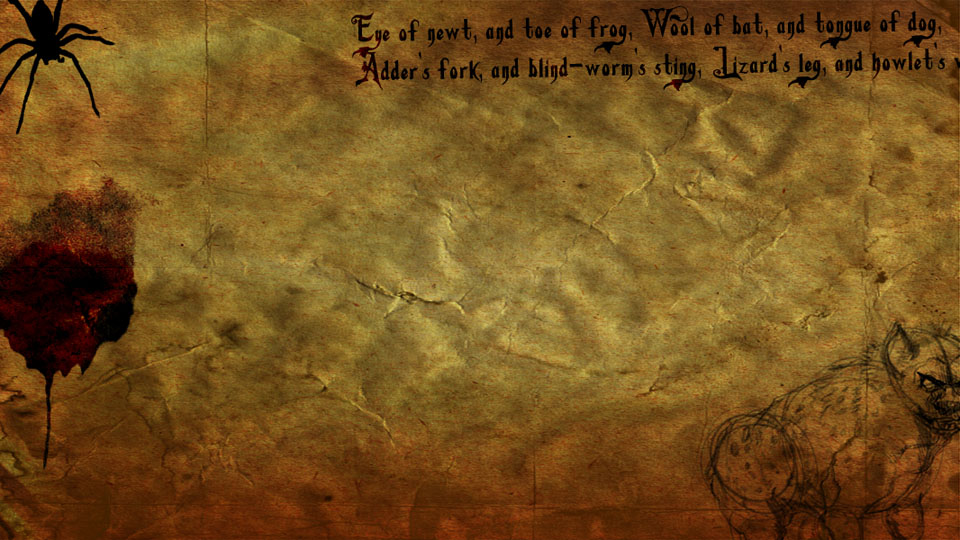 Eye of newt, and toe of frog, Wool of bat, and tongue of dog,
Adder's fork, and blind-worm's sting, Lizard's leg, and howlet's